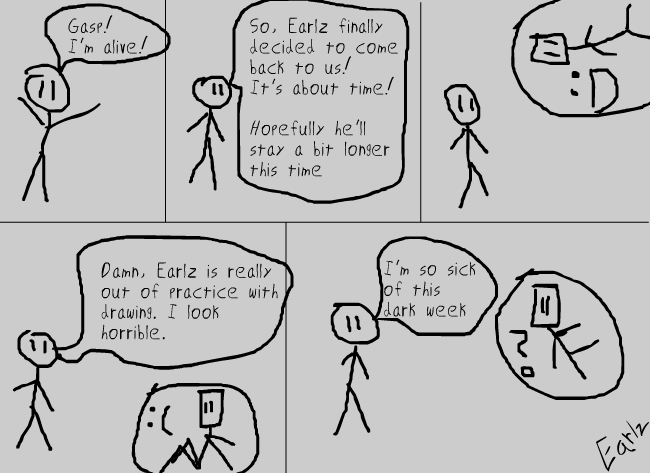 Gasp!
I'm alive!
So, Earlz finally
decided to come
back to us!
It's about time!
Hopefully he'll
stay a bit longer
this time
:D
Damn, Earlz is really
out of practice with
drawing. I look
horrible.
:(
I'm so sick
of this
dark week
?
Earlz